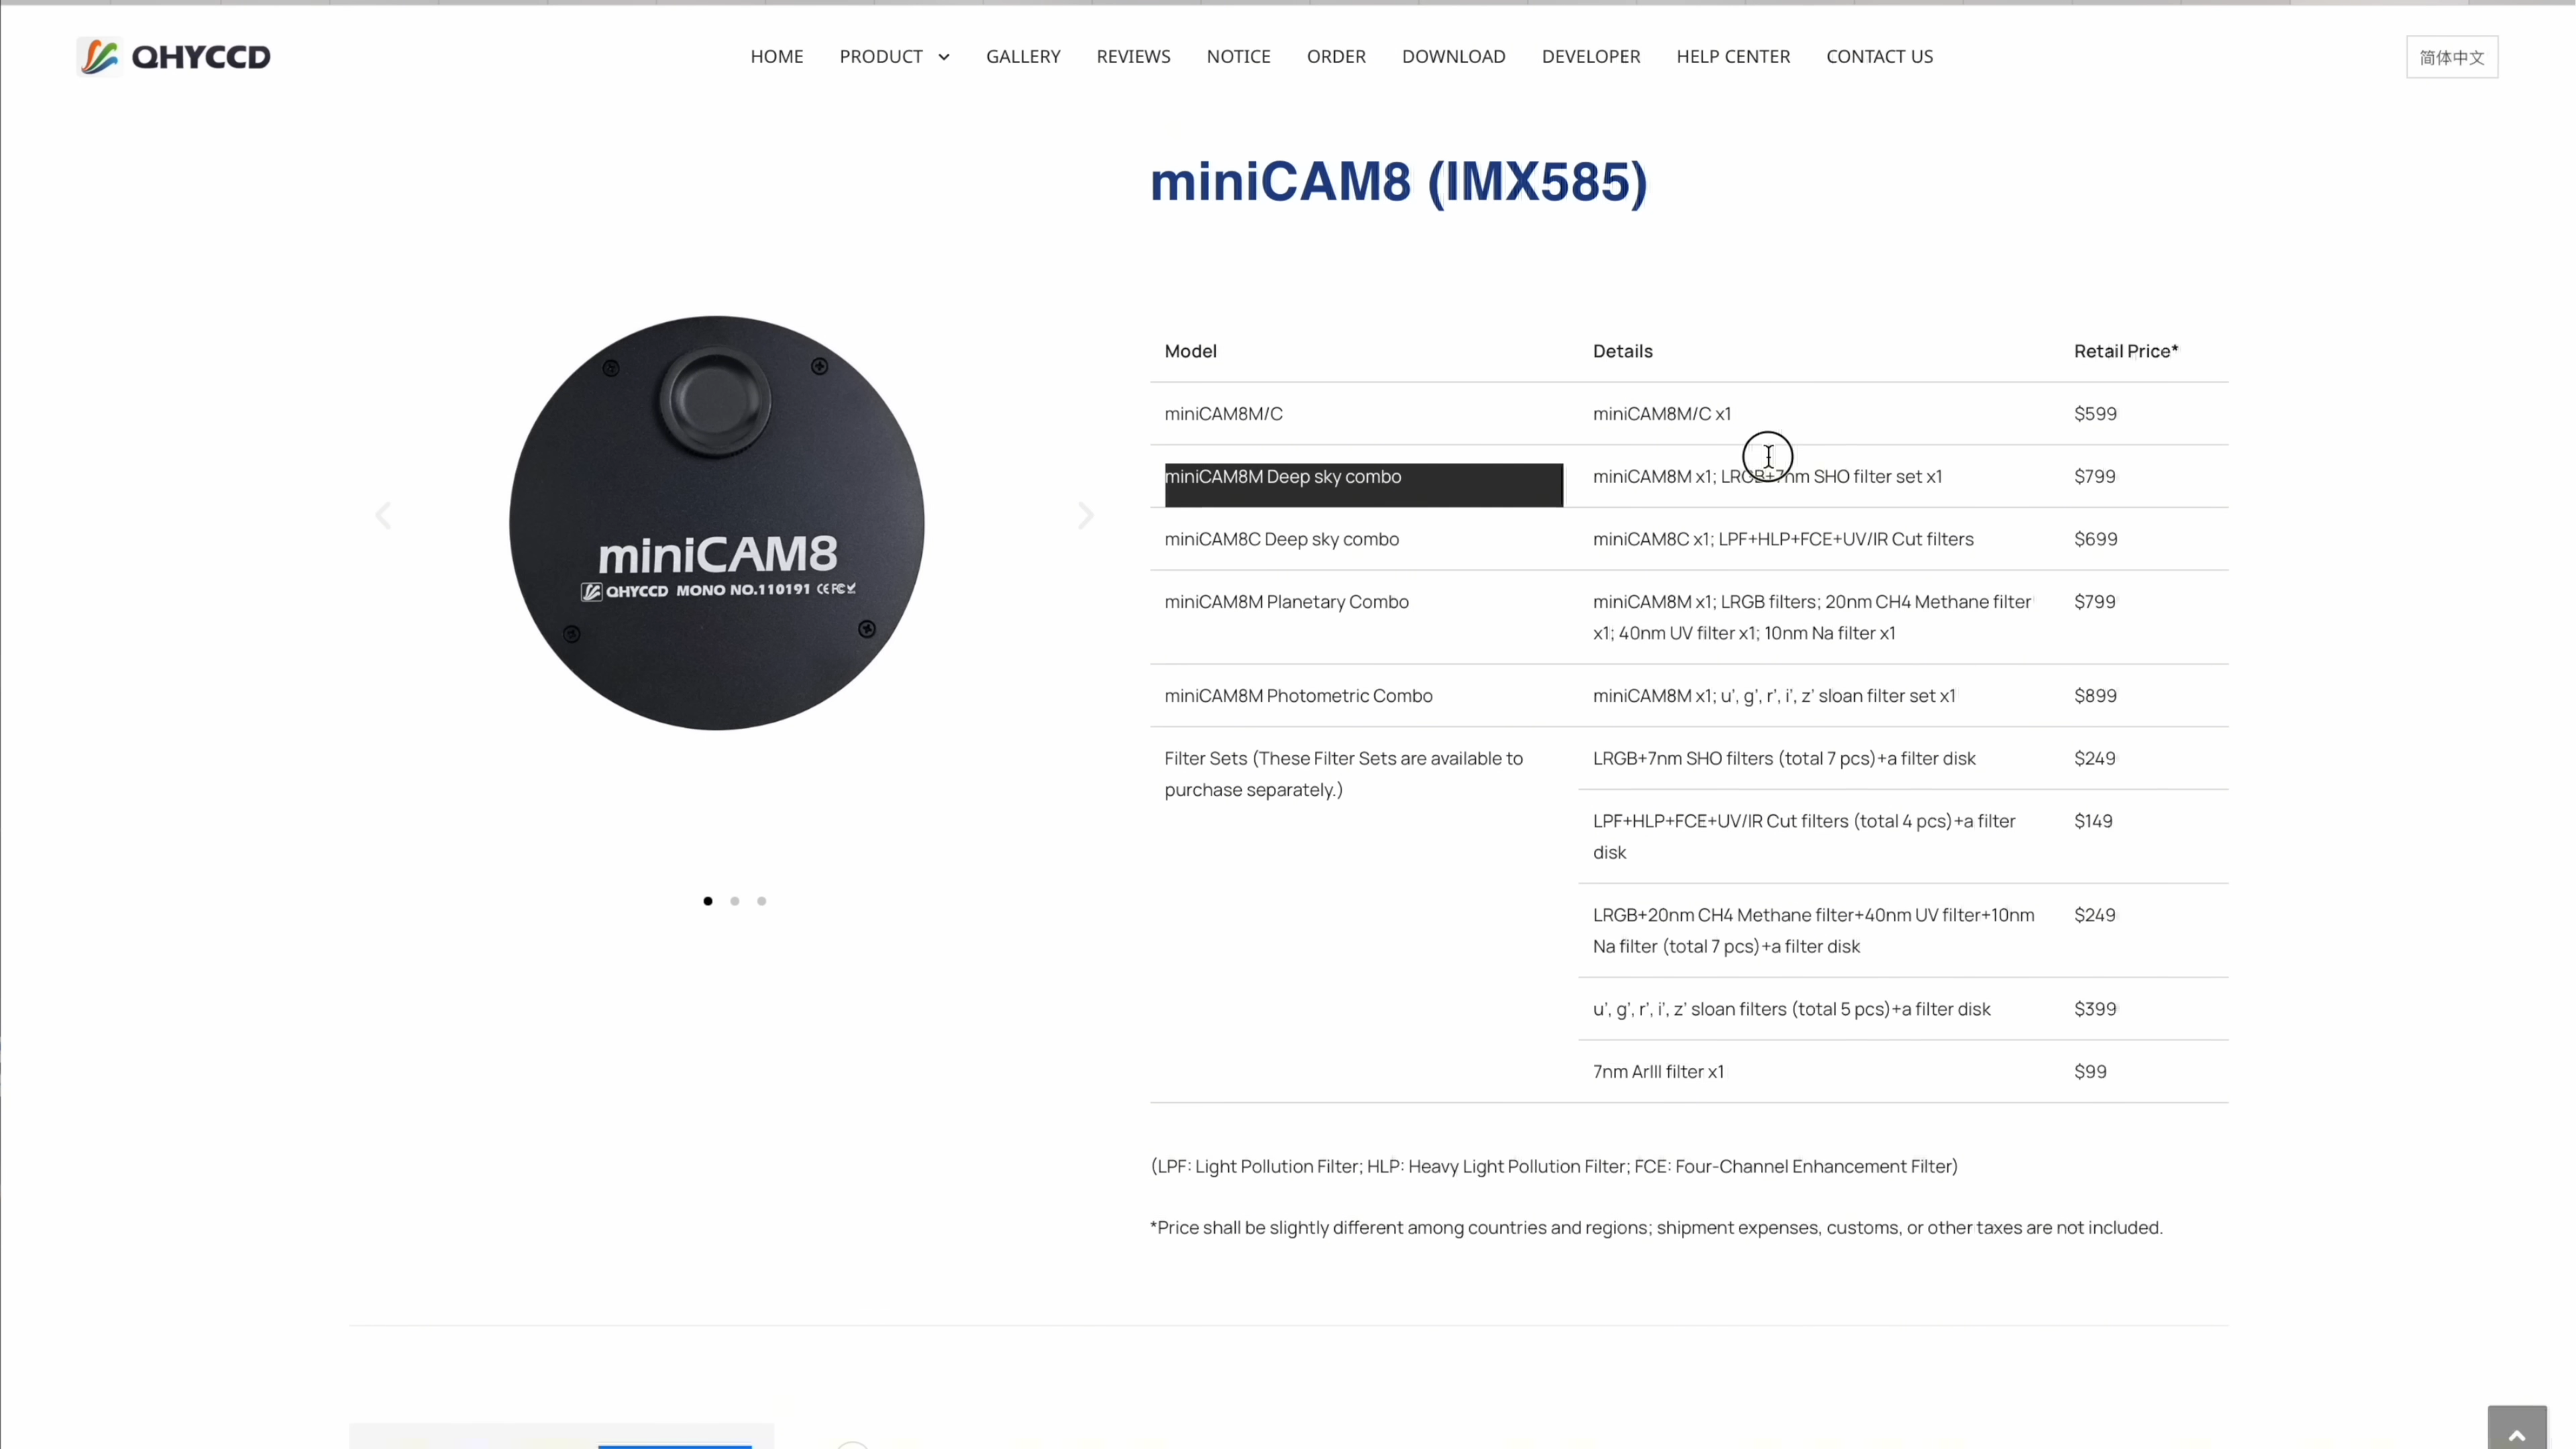 QHYCCD
HOME PRODUCT GALLERY REVIEWS NOTICE ORDER DOWNLOAD DEVELOPER HELP CENTER CONTACT US
简体中文
miniCAM8 (IMX585)
miniCAM8
QHYCCD MONO NO.110191 CE FC
Model Details Retail Price*
miniCAM8M/C miniCAM8M/C x1 $599
miniCAM8M Deep sky combo miniCAM8M x1; LRGB+7nm SHO filter set x1 $799
miniCAM8C Deep sky combo miniCAM8C x1; LPF+HLP+FCE+UV/IR Cut filters $699
miniCAM8M Planetary Combo miniCAM8M x1; LRGB filters; 20nm CH4 Methane filter $799
x1; 40nm UV filter x1; 10nm Na filter x1
miniCAM8M Photometric Combo miniCAM8M x1; u', g', r', i', z' sloan filter set x1 $899
Filter Sets (These Filter Sets are available to LRGB+7nm SHO filters (total 7 pcs)+a filter disk $249
purchase separately.)
LPF+HLP+FCE+UV/IR Cut filters (total 4 pcs)+a filter $149
disk
LRGB+20nm CH4 Methane filter+40nm UV filter+10nm $249
Na filter (total 7 pcs)+a filter disk
u', g', r', i', z' sloan filters (total 5 pcs)+a filter disk $399
7nm ArIII filter x1 $99
(LPF: Light Pollution Filter; HLP: Heavy Light Pollution Filter; FCE: Four-Channel Enhancement Filter)
*Price shall be slightly different among countries and regions; shipment expenses, customs, or other taxes are not included.